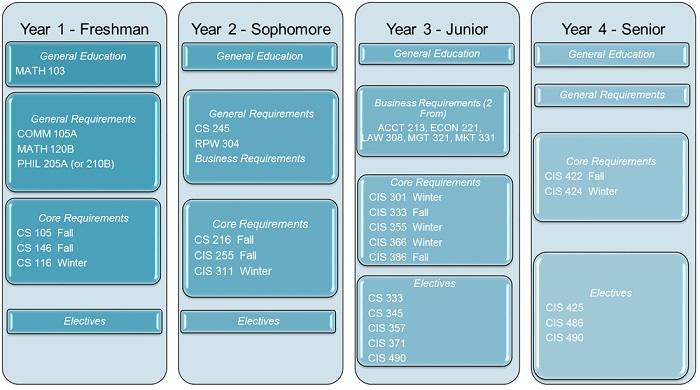 Year 1 - Freshman
General Education
MATH 103
General Requirements
COMM 105A
MATH 120B
PHIL 205A (or 210B)
Core Requirements
CS 105 Fall
CS 146 Fall
CS 116 Winter
Electives
Year 2 - Sophomore
General Education
General Requirements
CS 245
RPW 304
Business Requirements
Core Requirements
CS 216 Fall
CIS 255 Fall
CIS 311 Winter
Electives
Year 3 - Junior
General Education
Business Requirements (2
From)
ACCT 213, ECON 221,
LAW 308, MGT 321, MKT 331
Core Requirements
CIS 301 Winter
CIS 333 Fall
CIS 355 Winter
CIS 366 Winter
CIS 386 Fall
Electives
CS 333
CS 345
CIS 357
CIS 371
CIS 490
Year 4 - Senior
General Education
General Requirements
Core Requirements
CIS 422 Fall
CIS 424 Winter
Electives
CIS 425
CIS 486
CIS 490